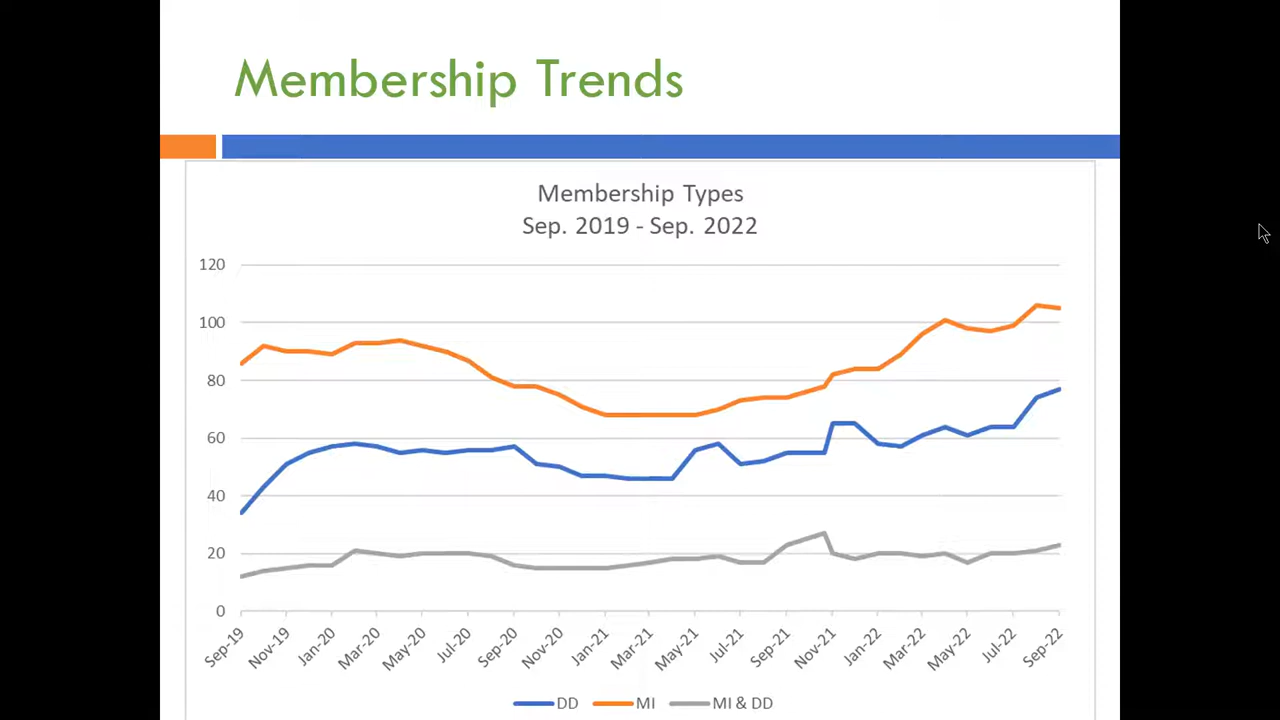 Membership Trends
Membership Types
Sep. 2019 - Sep. 2022
120
100
80
60
40
20
0
Sep-19 Nov-19 Jan-20 Mar-20 May-20 Jul-20 Sep-20 Nov-20 Jan-21 Mar-21 May-21 Jul-21 Sep-21 Nov-21 Jan-22 Mar-22 May-22 Jul-22 Sep-22
DD MI MI & DD